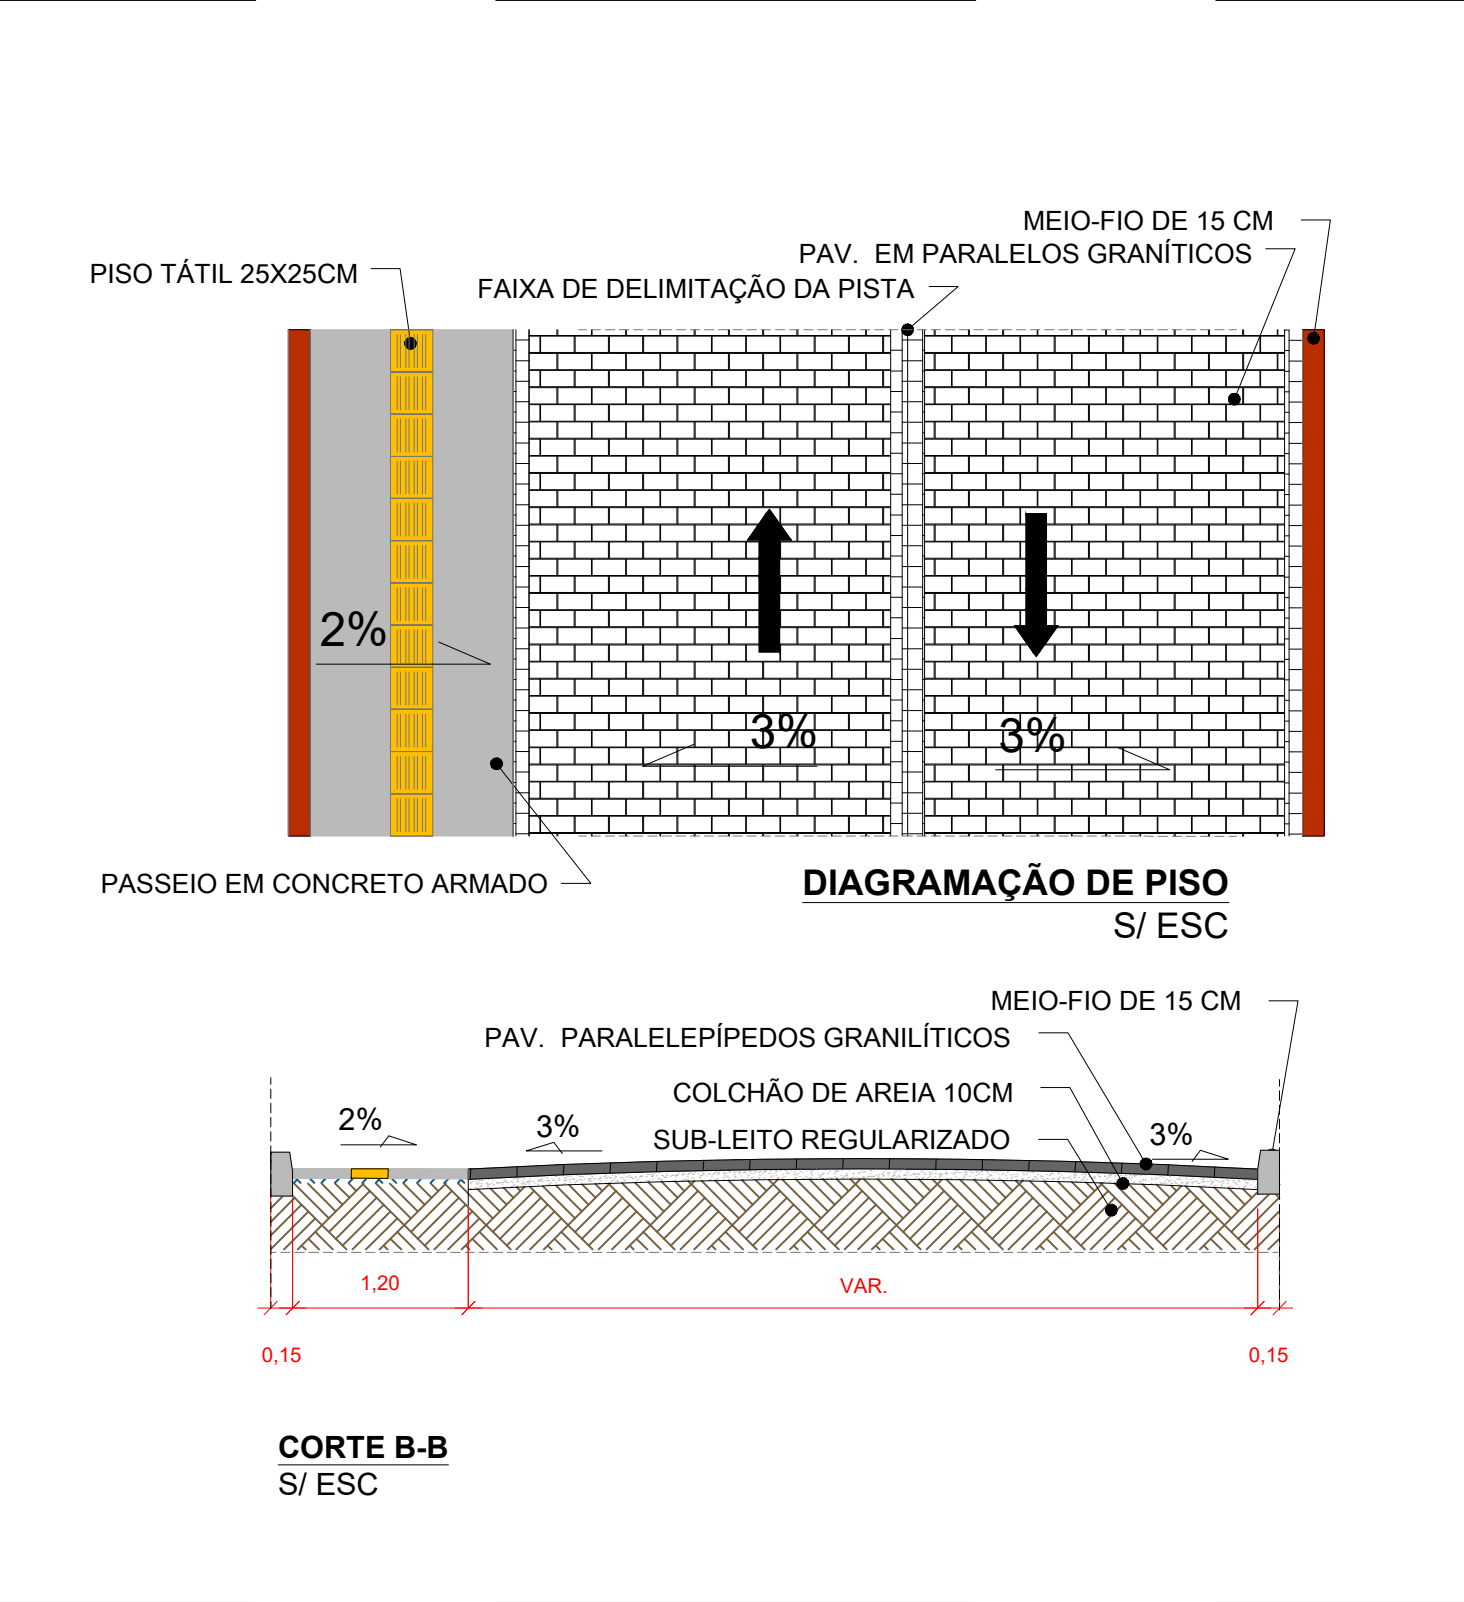 MEIO-FIO DE 15 CM
PAV. EM PARALELOS GRANÍTICOS
PISO TÁTIL 25X25CM
FAIXA DE DELIMITAÇÃO DA PISTA
2%
3%
3%
PASSEIO EM CONCRETO ARMADO
DIAGRAMAÇÃO DE PISO
S/ ESC
MEIO-FIO DE 15 CM
PAV. PARALELEPÍPEDOS GRANILÍTICOS
COLCHÃO DE AREIA 10CM
2%
3%
SUB-LEITO REGULARIZADO
3%
1,20
VAR.
0,15
0,15
CORTE B-B
S/ ESC